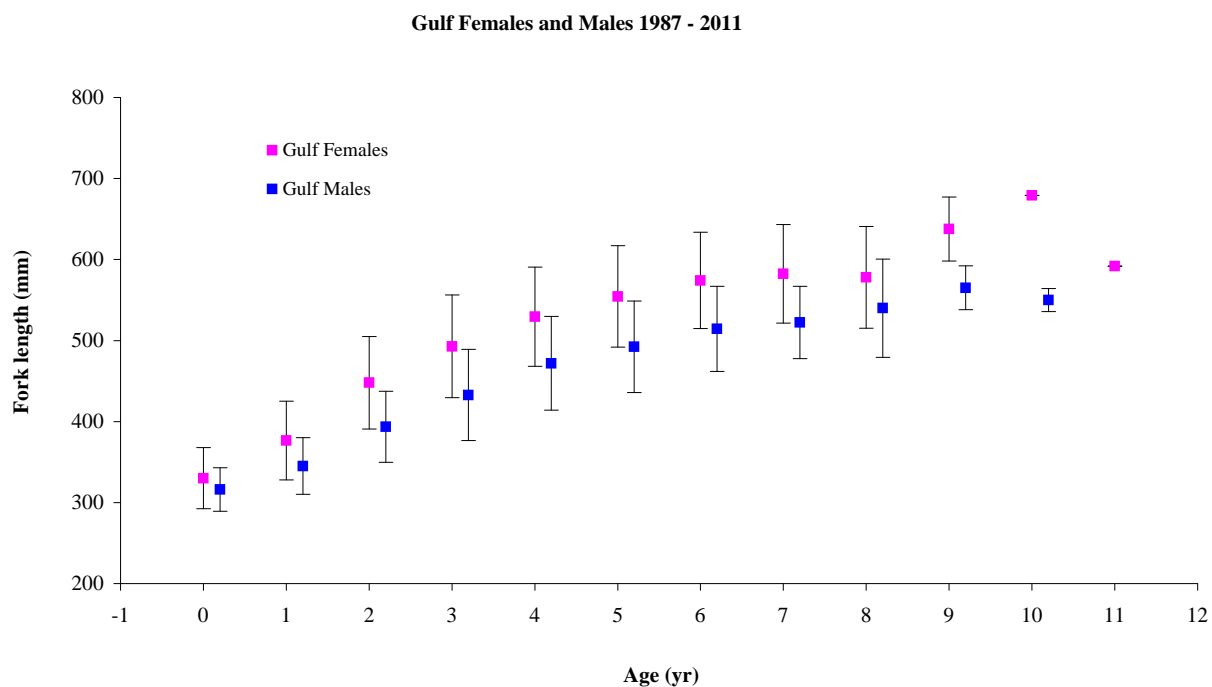 Gulf Females and Males 1987 - 2011
800
700
600
500
400
300
200
Gulf Females
Gulf Males
Fork length (mm)
-1 0 1 2 3 4 5 6 7 8 9 10 11 12
Age (yr)